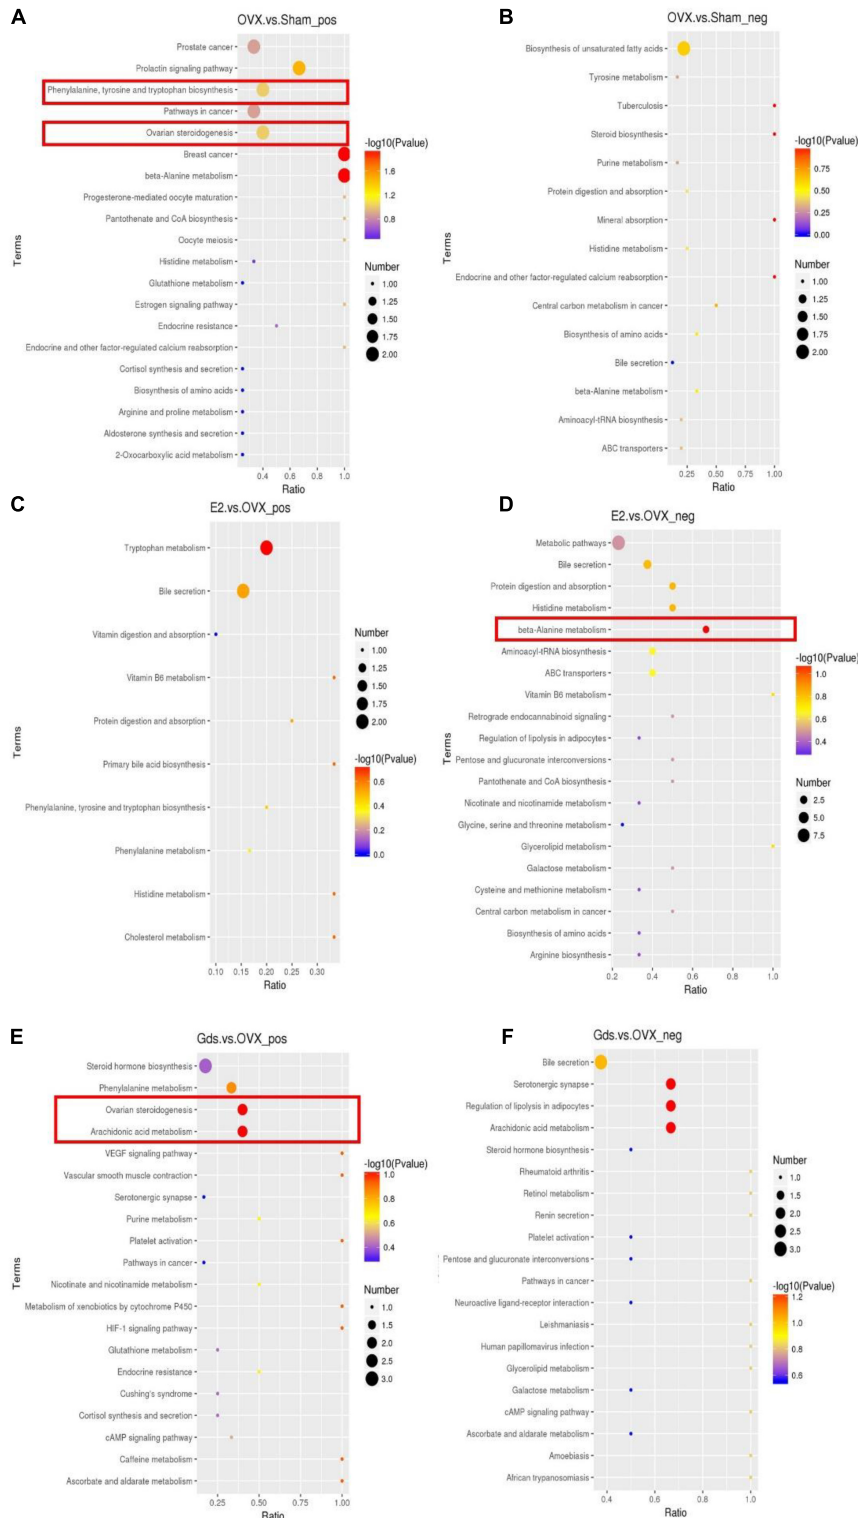 A
OVX.vs.Sham_pos
Terms
Prostate cancer
Prolactin signaling pathway
Phenylalanine, tyrosine and tryptophan biosynthesis
Pathways in cancer
Ovarian steroidogenesis
Breast cancer
beta-Alanine metabolism
Progesterone-mediated oocyte maturation
Pantothenate and CoA biosynthesis
Oocyte meiosis
Histidine metabolism
Glutathione metabolism
Estrogen signaling pathway
Endocrine resistance
Endocrine and other factor-regulated calcium reabsorption
Cortisol synthesis and secretion
Biosynthesis of amino acids
Arginine and proline metabolism
Aldosterone synthesis and secretion
2-Oxocarboxylic acid metabolism
0.4 0.6 0.8 1.0
Ratio
-log10(Pvalue)
1.6
1.2
0.8
Number
1.00
1.25
1.50
1.75
2.00
B
OVX.vs.Sham_neg
Terms
Biosynthesis of unsaturated fatty acids
Tyrosine metabolism
Tuberculosis
Steroid biosynthesis
Purine metabolism
Protein digestion and absorption
Mineral absorption
Histidine metabolism
Endocrine and other factor-regulated calcium reabsorption
Central carbon metabolism in cancer
Biosynthesis of amino acids
Bile secretion
beta-Alanine metabolism
Aminoacyl-tRNA biosynthesis
ABC transporters
0.25 0.50 0.75 1.00
Ratio
-log10(Pvalue)
0.75
0.50
0.25
0.00
Number
1.00
1.25
1.50
1.75
2.00
C
E2.vs.OVX_pos
Terms
Tryptophan metabolism
Bile secretion
Vitamin digestion and absorption
Vitamin B6 metabolism
Protein digestion and absorption
Primary bile acid biosynthesis
Phenylalanine, tyrosine and tryptophan biosynthesis
Phenylalanine metabolism
Histidine metabolism
Cholesterol metabolism
0.10 0.15 0.20 0.25 0.30
Ratio
Number
1.00
1.25
1.50
1.75
2.00
-log10(Pvalue)
0.6
0.4
0.2
0.0
D
E2.vs.OVX_neg
Terms
Metabolic pathways
Bile secretion
Protein digestion and absorption
Histidine metabolism
beta-Alanine metabolism
Aminoacyl-tRNA biosynthesis
ABC transporters
Vitamin B6 metabolism
Retrograde endocannabinoid signaling
Regulation of lipolysis in adipocytes
Pentose and glucuronate interconversions
Pantothenate and CoA biosynthesis
Nicotinate and nicotinamide metabolism
Glycine, serine and threonine metabolism
Glycerolipid metabolism
Galactose metabolism
Cysteine and methionine metabolism
Central carbon metabolism in cancer
Biosynthesis of amino acids
Arginine biosynthesis
0.2 0.4 0.6 0.8 1.0
Ratio
-log10(Pvalue)
1.0
0.8
0.6
0.4
Number
2.5
5.0
7.5
E
Gds.vs.OVX_pos
Terms
Steroid hormone biosynthesis
Phenylalanine metabolism
Ovarian steroidogenesis
Arachidonic acid metabolism
VEGF signaling pathway
Vascular smooth muscle contraction
Serotonergic synapse
Purine metabolism
Platelet activation
Pathways in cancer
Nicotinate and nicotinamide metabolism
Metabolism of xenobiotics by cytochrome P450
HIF-1 signaling pathway
Glutathione metabolism
Endocrine resistance
Cushing's syndrome
Cortisol synthesis and secretion
cAMP signaling pathway
Caffeine metabolism
Ascorbate and aldarate metabolism
0.25 0.50 0.75 1.00
Ratio
-log10(Pvalue)
1.0
0.8
0.6
0.4
Number
1.0
1.5
2.0
2.5
3.0
F
Gds.vs.OVX_neg
Bile secretion
Serotonergic synapse
Regulation of lipolysis in adipocytes
Arachidonic acid metabolism
Steroid hormone biosynthesis
Rheumatoid arthritis
Retinol metabolism
Renin secretion
Platelet activation
Pentose and glucuronate interconversions
Pathways in cancer
Neuroactive ligand-receptor interaction
Leishmaniasis
Human papillomavirus infection
Glycerolipid metabolism
Galactose metabolism
cAMP signaling pathway
Ascorbate and aldarate metabolism
Amoebiasis
African trypanosomiasis
0.4 0.6 0.8 1.0
Ratio
Number
1.0
1.5
2.0
2.5
3.0
-log10(Pvalue)
1.2
1.0
0.8
0.6